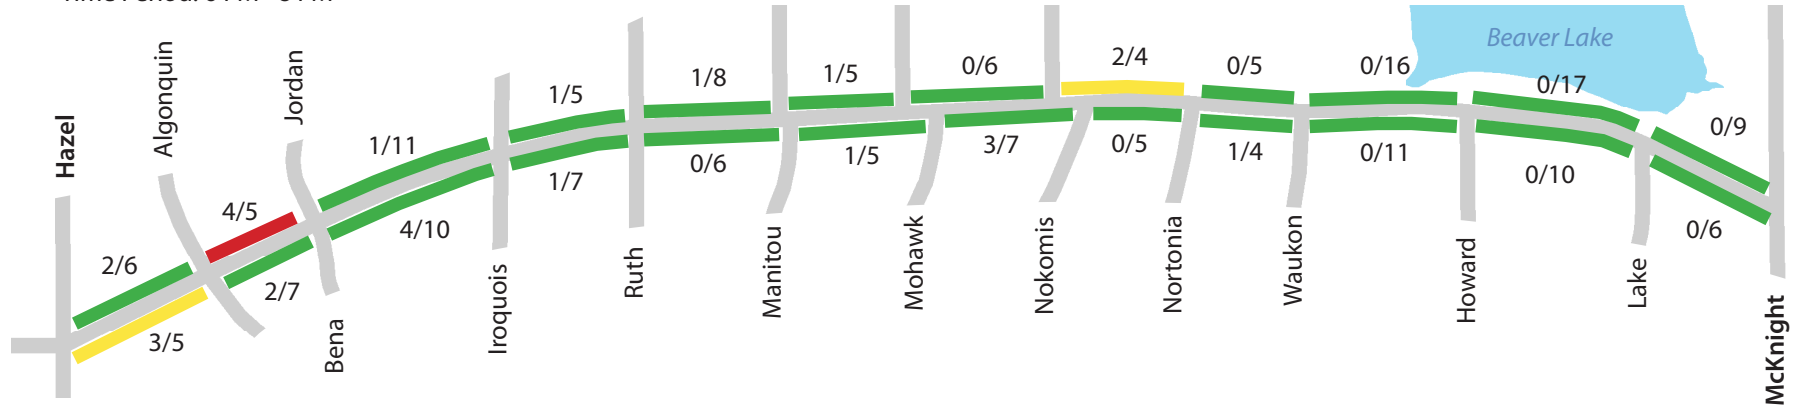 Beaver Lake
2/6
4/5
1/11
1/5
1/8
1/5
0/6
2/4
0/5
0/16
0/17
0/9
3/5
2/7
4/10
1/7
0/6
1/5
3/7
0/5
1/4
0/11
0/10
0/6
Hazel
Algonquin
Jordan
Bena
Iroquois
Ruth
Manitou
Mohawk
Nokomis
Nortonia
Waukon
Howard
Lake
McKnight